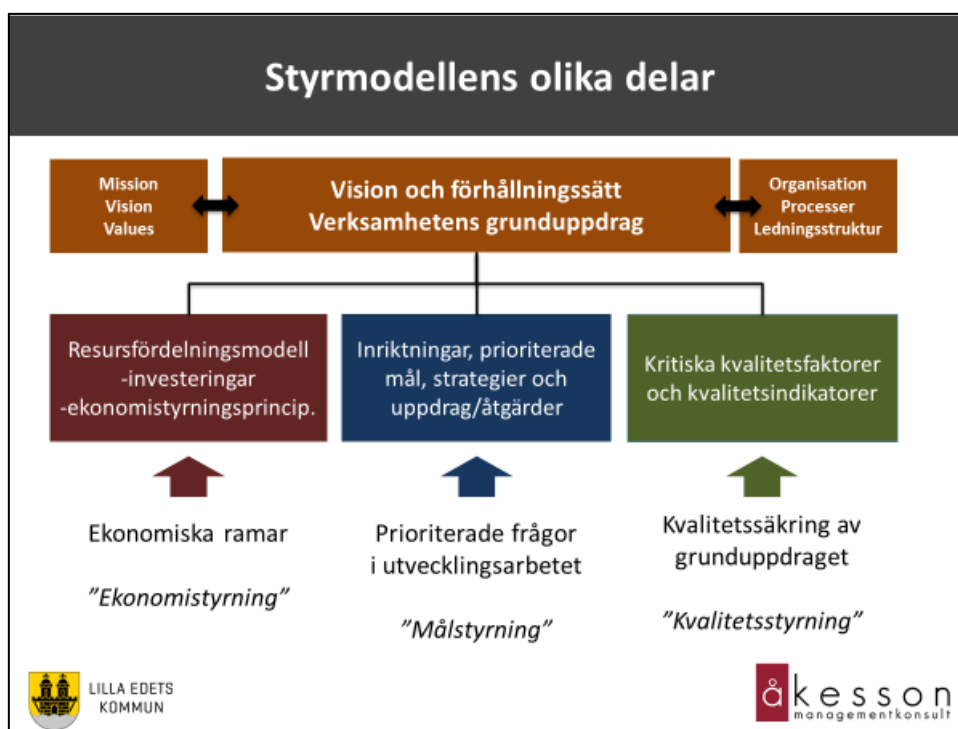 Styrmodellens olika delar
Mission
Vision
Values
Vision och förhållningssätt
Verksamhetens grunduppdrag
Organisation
Processer
Ledningsstruktur
Resursfördelningsmodell
-investeringar
-ekonomistyrningsprincip.
Inriktningar, prioriterade
mål, strategier och
uppdrag/åtgärder
Kritiska kvalitetsfaktorer
och kvalitetsindikatorer
Ekonomiska ramar
”Ekonomistyrning”
Prioriterade frågor
i utvecklingsarbetet
”Målstyrning”
Kvalitetssäkring av
grunduppdraget
”Kvalitetsstyrning”
LILLA EDETS
KOMMUN
åkesson
managementkonsult